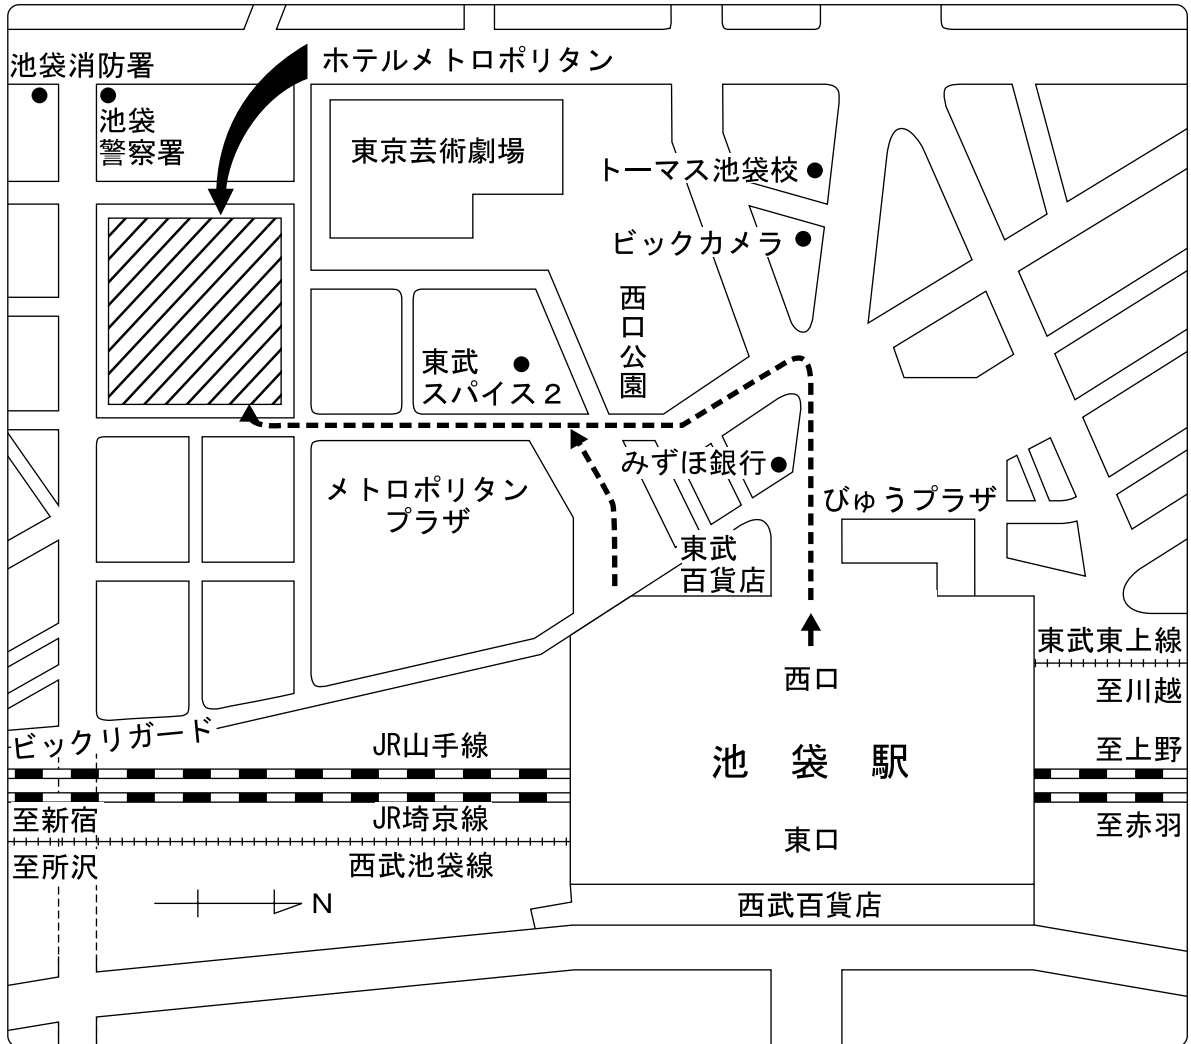 池袋消防署
ホテルメトロポリタン
池袋
警察署
東京芸術劇場
トーマス池袋校
ビックカメラ
西口公園
東武
スパイス2
みずほ銀行
メトロポリタン
プラザ
びゅうプラザ
東武
百貨店
東武東上線
西口
至川越
ビックリガード
JR山手線
池袋駅
至上野
至新宿
JR埼京線
東口
至赤羽
至所沢
西武池袋線
N
西武百貨店